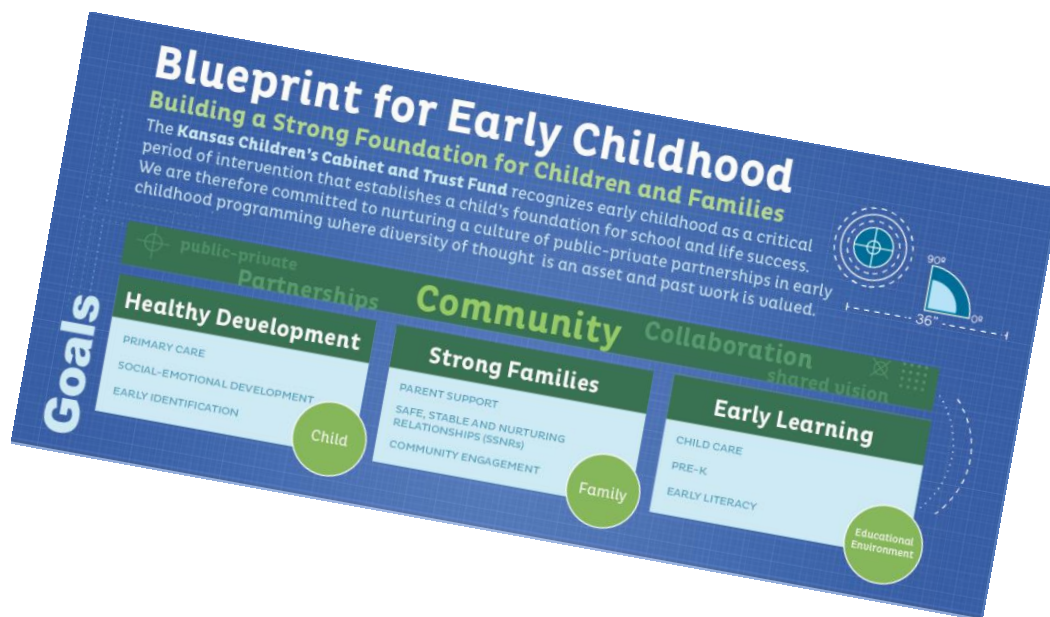 Blueprint for Early Childhood
Building a Strong Foundation for Children and Families
The Kansas Children's Cabinet and Trust Fund recognizes early childhood as a critical
period of intervention that establishes a child's foundation for school and life success.
We are therefore committed to nurturing a culture of public-private partnerships in early
childhood programming where diversity of thought is an asset and past work is valued.
90º
36"
0º
public-private
Partnerships
Community
Collaboration
shared vision
Goals
Healthy Development
PRIMARY CARE
SOCIAL-EMOTIONAL DEVELOPMENT
EARLY IDENTIFICATION
Child
Strong Families
PARENT SUPPORT
SAFE, STABLE AND NURTURING
RELATIONSHIPS (SSNRs)
COMMUNITY ENGAGEMENT
Family
Early Learning
CHILD CARE
PRE-K
EARLY LITERACY
Educational
Environment